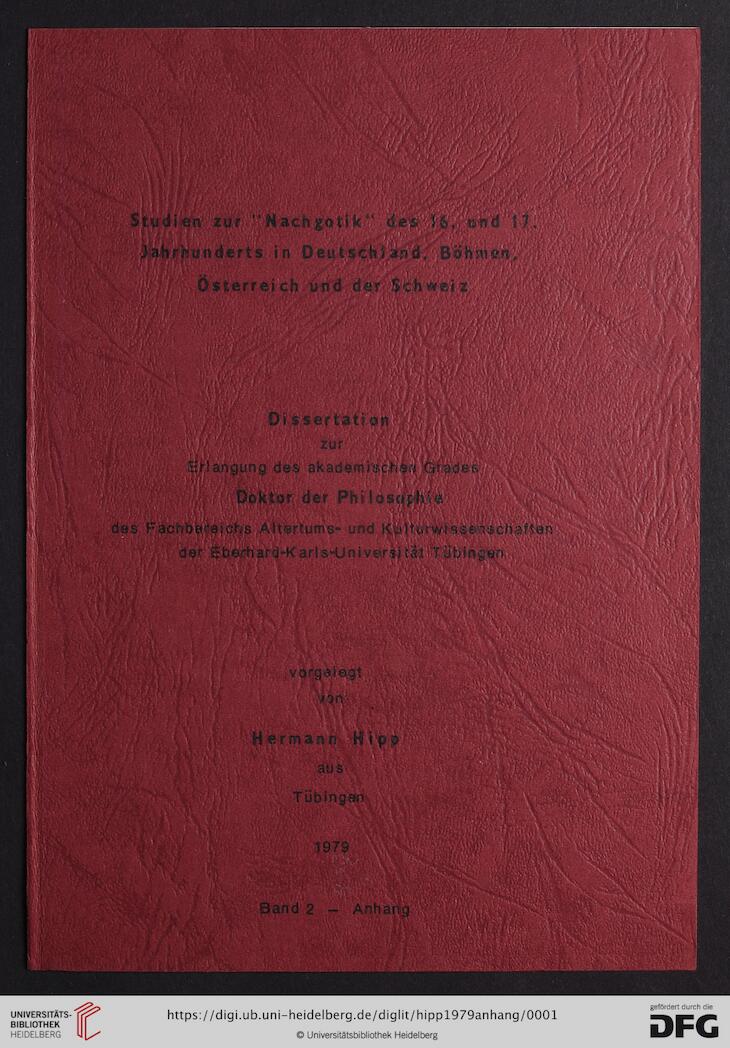 Studien zur "Nachgotik" des 16. und 17.
Jahrhunderts in Deutschland, Böhmen,
Österreich und der Schweiz
Dissertation
zur
Erlangung des akademischen Grades
Doktor der Philosophie
des Fachbereichs Altertums- und Kulturwissenschaften
der Eberhard-Karls-Universität Tübingen
vorgelegt
von
Hermann Hipp
aus
Tübingen
1979
Band 2 – Anhang
UNIVERSITÄTS-
BIBLIOTHEK
HEIDELBERG
https://digi.ub.uni-heidelberg.de/diglit/hipp1979anhang/0001
© Universitätsbibliothek Heidelberg
gefördert durch die
DFG